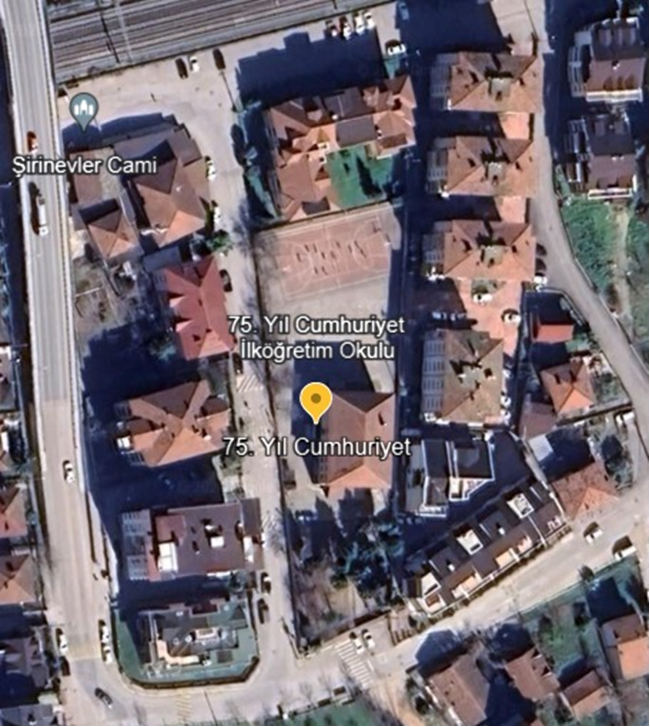 Şirinevler Cami
75. Yıl Cumhuriyet
İlköğretim Okulu
75. Yıl Cumhuriyet